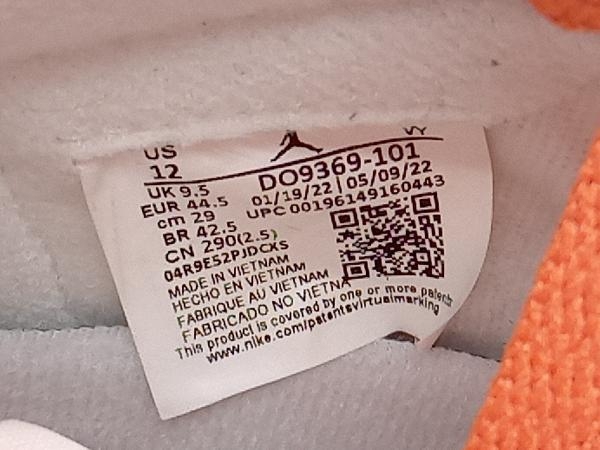 US
12
VY
UK 9.5
EUR 44.5
cm 29
BR 42.5
CN 290(2.5)
04R9E52PJDCXS
DO9369-101
01/19/22 | 05/09/22
UPC 00196149160443
MADE IN VIETNAM
HECHO EN VIETNAM
FABRIQUE AU VIETNAM
FABRICADO NO VIETNA
This product is covered by one or more patents
www.nike.com/patentsvirtualmarking